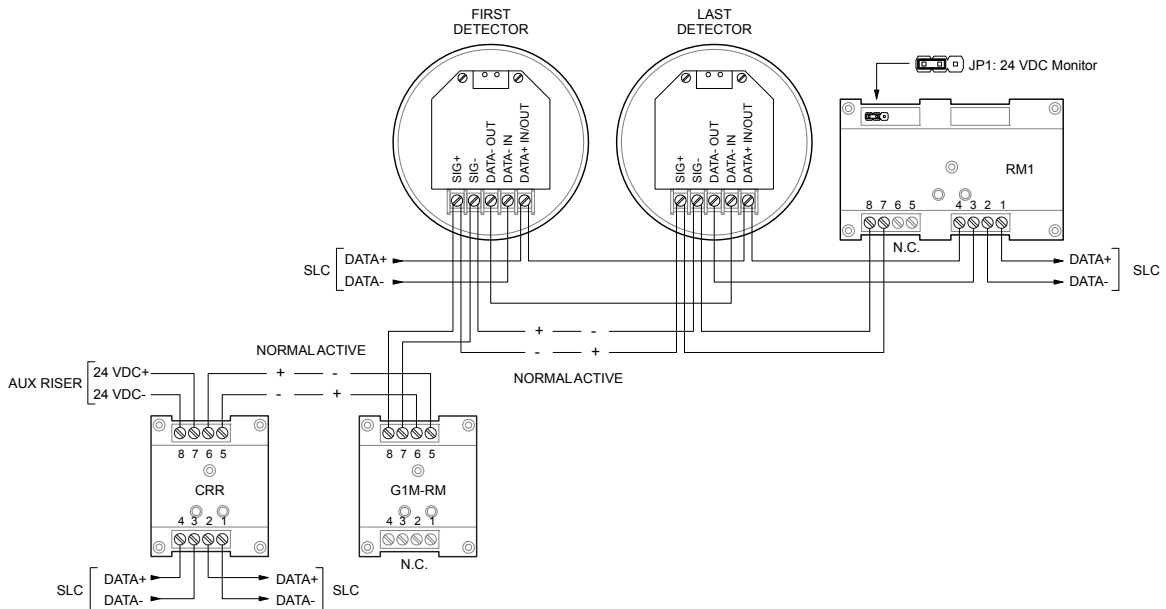 FIRST
DETECTOR
LAST
DETECTOR
JP1: 24 VDC Monitor
SIG+
SIG-
DATA- OUT
DATA- IN
DATA+ IN/OUT
SIG+
SIG-
DATA- OUT
DATA- IN
DATA+ IN/OUT
RM1
8 7 6 5
4 3 2 1
N.C.
SLC
DATA+
DATA-
DATA+
DATA-
SLC
+ -
- +
NORMAL ACTIVE
NORMAL ACTIVE
AUX RISER
24 VDC+
24 VDC-
+ -
- +
8 7 6 5
CRR
4 3 2 1
8 7 6 5
G1M-RM
4 3 2 1
N.C.
SLC
DATA+
DATA-
DATA+
DATA-
SLC